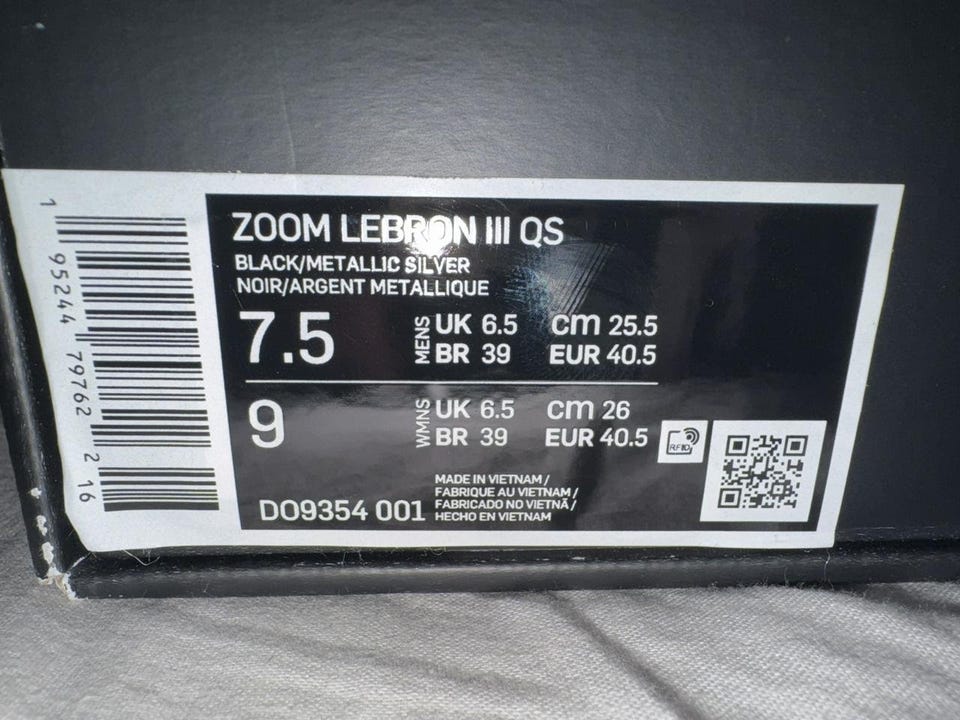 1 95244 79762 2 16
ZOOM LEBRON III QS
BLACK/METALLIC SILVER
NOIR/ARGENT METALLIQUE
7.5 MENS UK 6.5 cm 25.5
BR 39 EUR 40.5
9 WMNS UK 6.5 cm 26
BR 39 EUR 40.5
RFID
MADE IN VIETNAM /
FABRIQUE AU VIETNAM /
FABRICADO NO VIETNÃ /
HECHO EN VIETNAM
DO9354 001